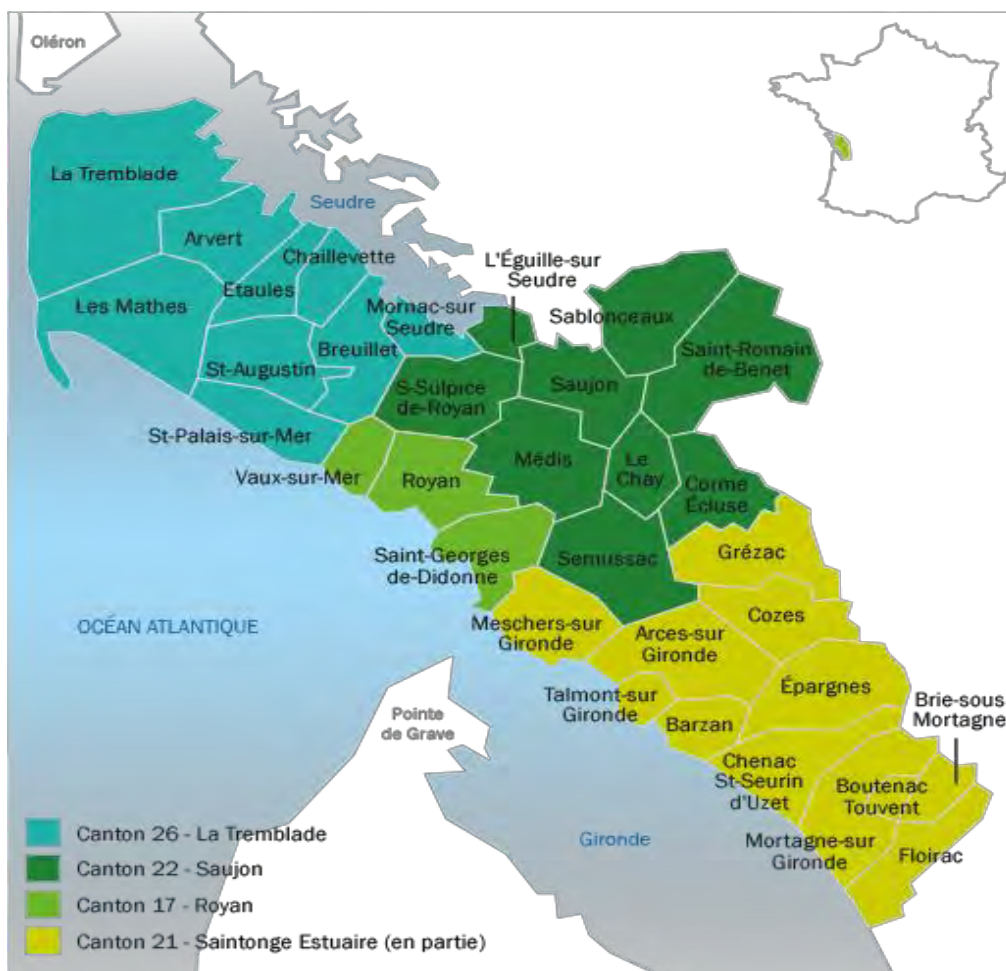 Oléron
La Tremblade
Seudre
Arvert
Chaillevette
L'Éguille-sur
Seudre
Etaules
Les Mathes
Mornac-sur
Seudre
Sablonceaux
Breuillet
St-Augustin
Saint-Romain
de-Benet
S-Sulpice
de-Royan
Saujon
St-Palais-sur-Mer
Médis
Le
Chay
Vaux-sur-Mer
Royan
Corme
Écluse
Saint-Georges
de-Didonne
Semussac
Grézac
OCÉAN ATLANTIQUE
Meschers-sur
Gironde
Arces-sur
Gironde
Cozes
Épargnes
Talmont-sur
Gironde
Brie-sous
Mortagne
Pointe
de Grave
Barzan
Chenac
St-Seurin
d'Uzet
Boutenac
Touvent
Gironde
Mortagne-sur
Gironde
Floirac
Canton 26 - La Tremblade
Canton 22 - Saujon
Canton 17 - Royan
Canton 21 - Saintonge Estuaire (en partie)